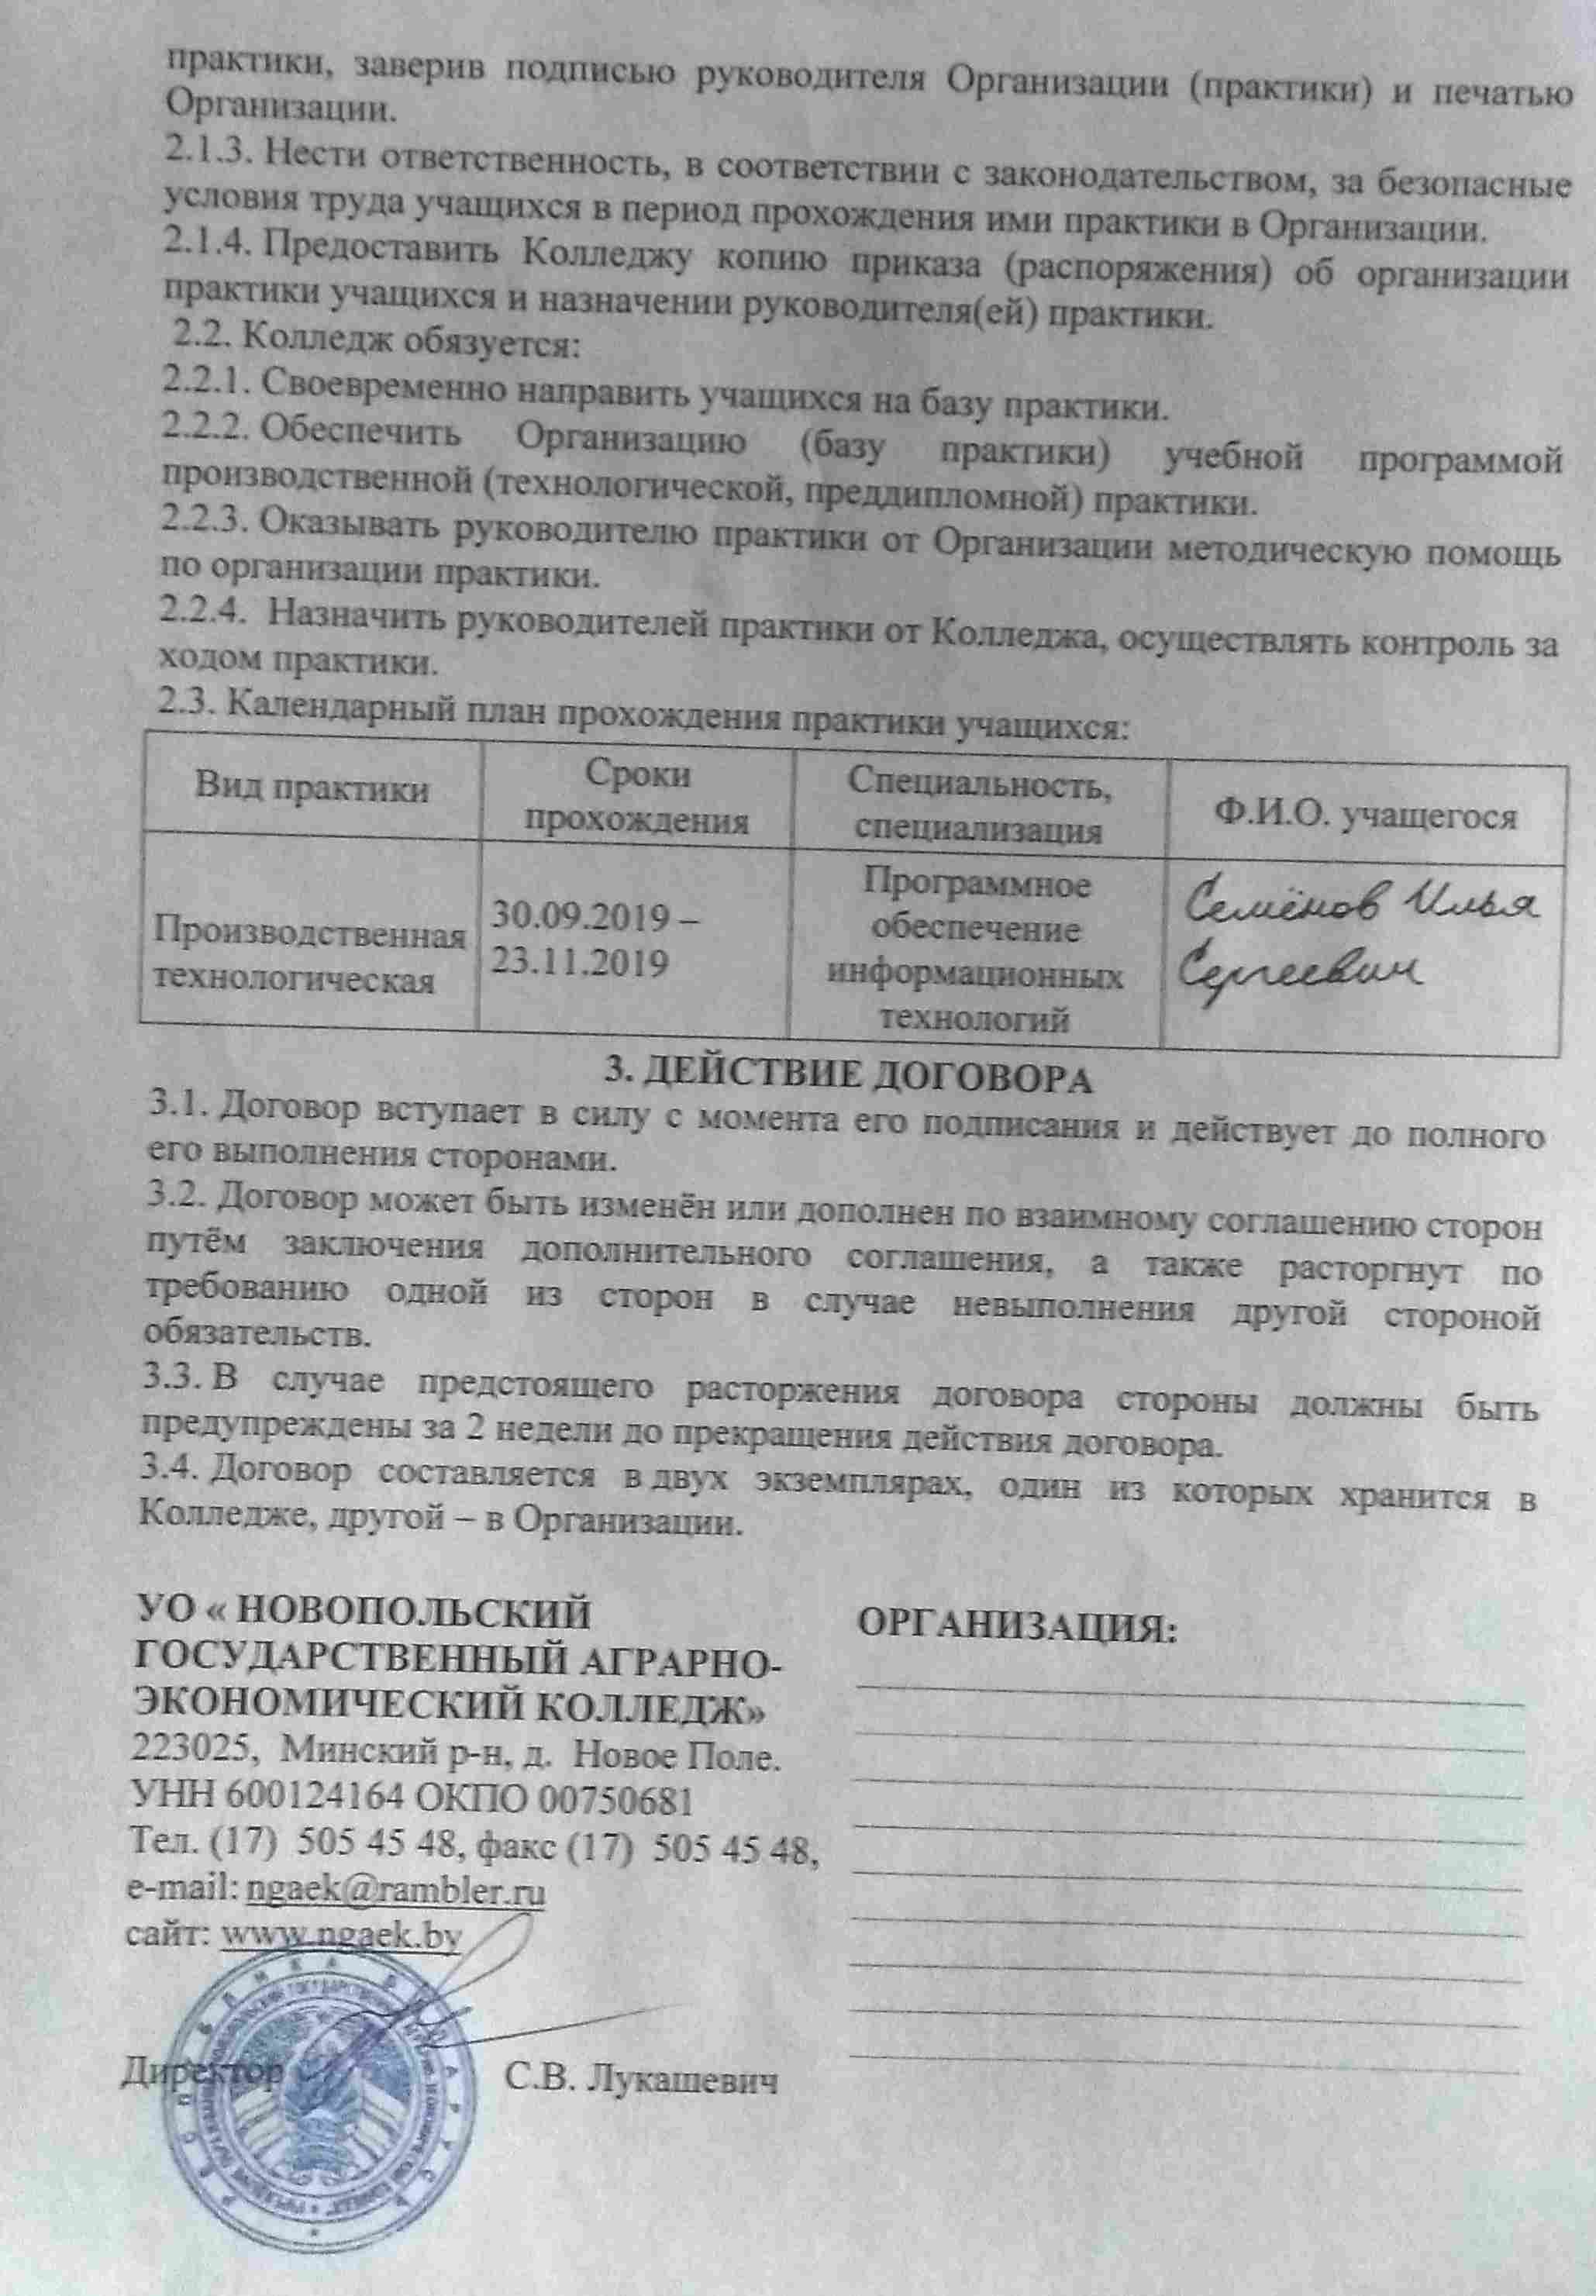 практики, заверив подписью руководителя Организации (практики) и печатью
Организации.
2.1.3. Нести ответственность, в соответствии с законодательством, за безопасные
условия труда учащихся в период прохождения ими практики в Организации.
2.1.4. Предоставить Колледжу копию приказа (распоряжения) об организации
практики учащихся и назначении руководителя(ей) практики.
2.2. Колледж обязуется:
2.2.1. Своевременно направить учащихся на базу практики.
2.2.2. Обеспечить Организацию (базу практики) учебной программой
производственной (технологической, преддипломной) практики.
2.2.3. Оказывать руководителю практики от Организации методическую помощь
по организации практики.
2.2.4. Назначить руководителей практики от Колледжа, осуществлять контроль за
ходом практики.
2.3. Календарный план прохождения практики учащихся:
Вид практики
Сроки
прохождения
Специальность,
специализация
Ф.И.О. учащегося
Производственная
технологическая
30.09.2019 –
23.11.2019
Программное
обеспечение
информационных
технологий
Семёнов Илья
Сергеевич
3. ДЕЙСТВИЕ ДОГОВОРА
3.1. Договор вступает в силу с момента его подписания и действует до полного
его выполнения сторонами.
3.2. Договор может быть изменён или дополнен по взаимному соглашению сторон
путём заключения дополнительного соглашения, а также расторгнут по
требованию одной из сторон в случае невыполнения другой стороной
обязательств.
3.3. В случае предстоящего расторжения договора стороны должны быть
предупреждены за 2 недели до прекращения действия договора.
3.4. Договор составляется в двух экземплярах, один из которых хранится в
Колледже, другой – в Организации.
УО « НОВОПОЛЬСКИЙ
ГОСУДАРСТВЕННЫЙ АГРАРНО-
ЭКОНОМИЧЕСКИЙ КОЛЛЕДЖ»
223025, Минский р-н, д. Новое Поле.
УНН 600124164 ОКПО 00750681
Тел. (17) 505 45 48, факс (17) 505 45 48,
e-mail: ngaek@rambler.ru
сайт: www.ngaek.by
Директор
С.В. Лукашевич
ОРГАНИЗАЦИЯ: